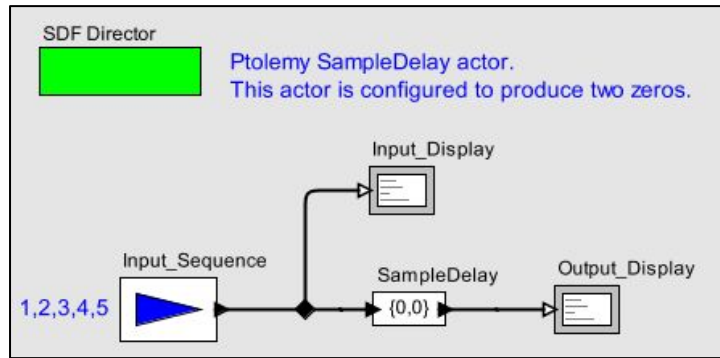 SDF Director
Ptolemy SampleDelay actor.
This actor is configured to produce two zeros.
Input_Display
Input_Sequence
SampleDelay
Output_Display
1,2,3,4,5
{0,0}